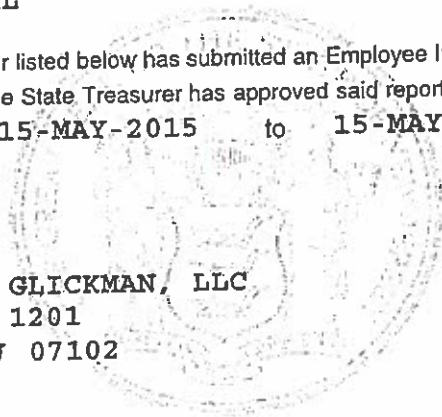 r listed below has submitted an Employee I
e State Treasurer has approved said report
15-MAY-2015 to 15-MAY
GLICKMAN, LLC
1201
07102